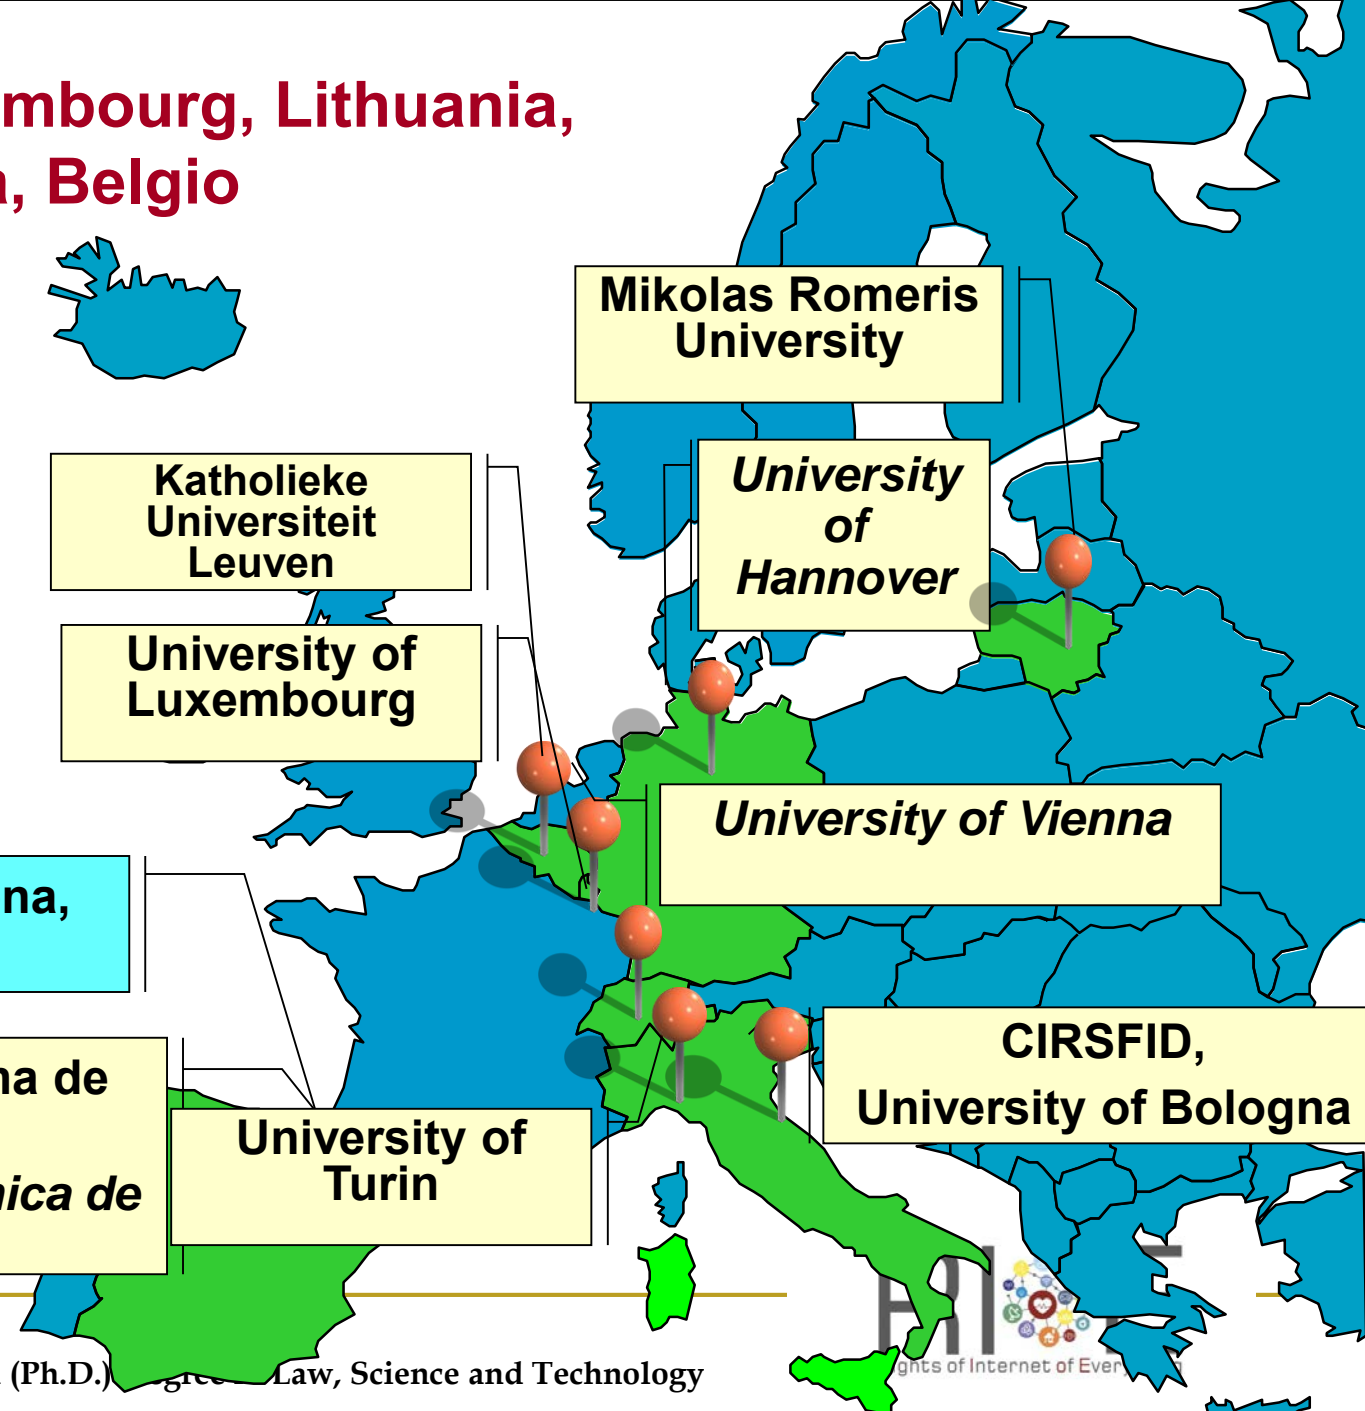 mbourg, Lithuania,
, Belgio
Mikolas Romeris
University
Katholieke
Universiteit
Leuven
University
of
Hannover
University of
Luxembourg
University of Vienna
na,
na de
nica de
University of
Turin
CIRSFID,
University of Bologna
(Ph.D.) Law, Science and Technology
ghts of Internet of